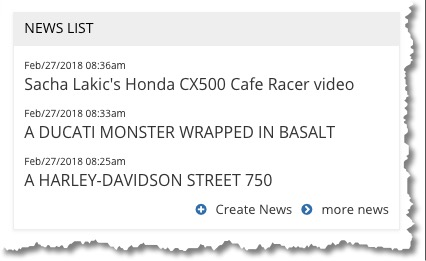 NEWS LIST
Feb/27/2018 08:36am
Sacha Lakic's Honda CX500 Cafe Racer video
Feb/27/2018 08:33am
A DUCATI MONSTER WRAPPED IN BASALT
Feb/27/2018 08:25am
A HARLEY-DAVIDSON STREET 750
Create News more news